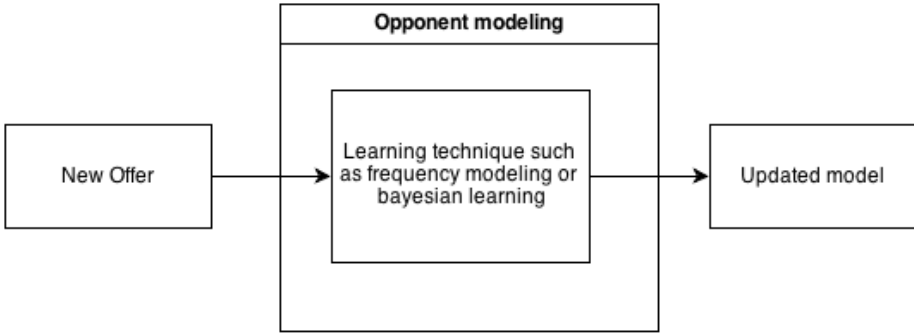 Opponent modeling
New Offer
Learning technique such
as frequency modeling or
bayesian learning
Updated model